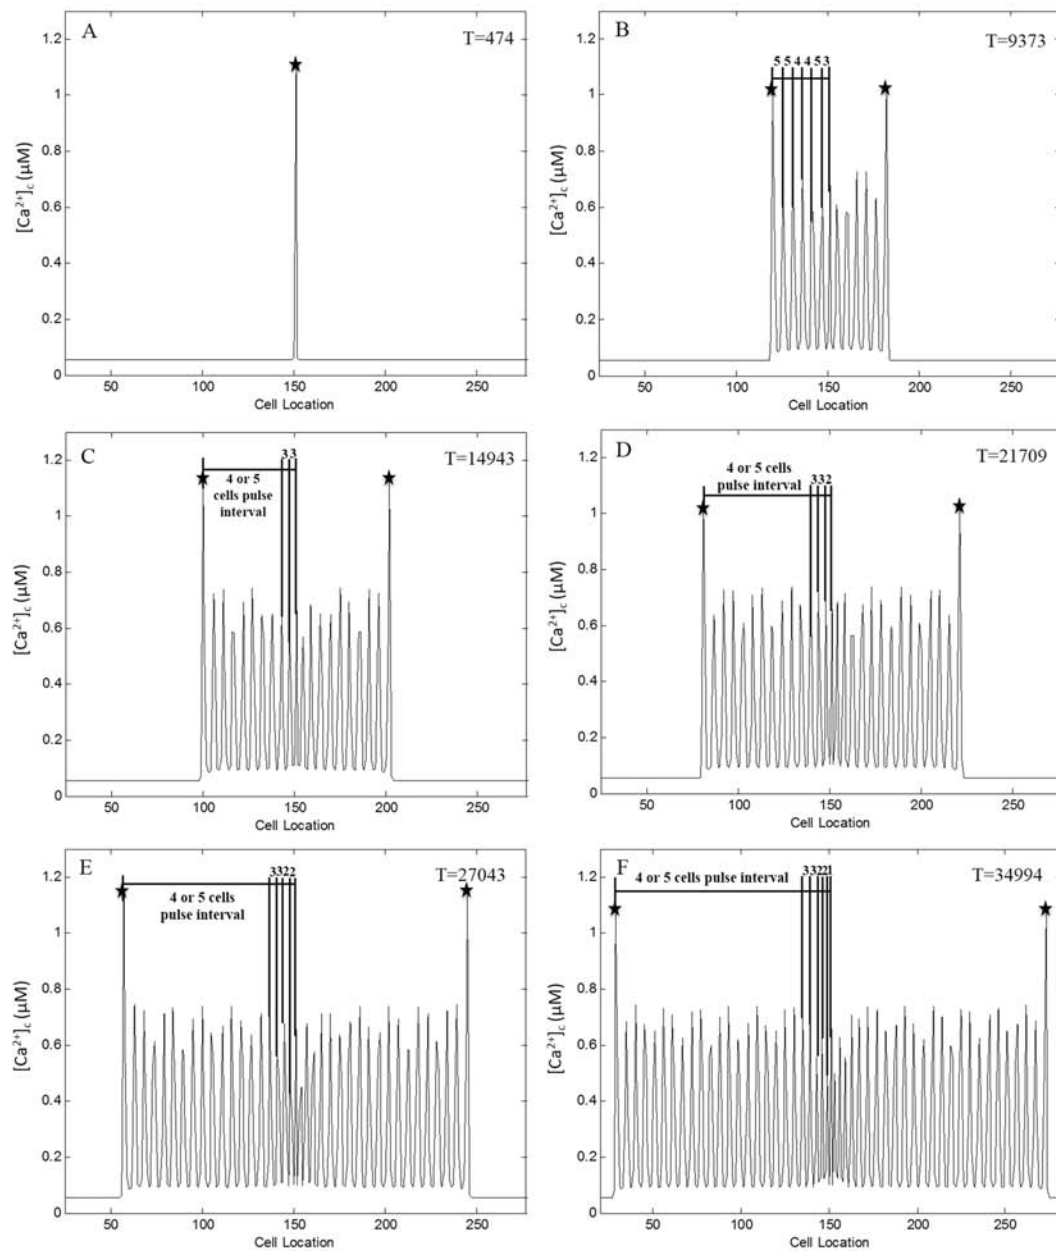 A
T=474
1.2
1
0.8
0.6
0.4
0.2
0
[Ca²⁺]c (µM)
50 100 150 200 250
Cell Location
B
T=9373
5 5 4 4 5 3
1.2
1
0.8
0.6
0.4
0.2
0
[Ca²⁺]c (µM)
50 100 150 200 250
Cell Location
C
T=14943
33
4 or 5
cells pulse
interval
1.2
1
0.8
0.6
0.4
0.2
0
[Ca²⁺]c (µM)
50 100 150 200 250
Cell Location
D
T=21709
4 or 5 cells
pulse interval
332
1.2
1
0.8
0.6
0.4
0.2
0
[Ca²⁺]c (µM)
50 100 150 200 250
Cell Location
E
T=27043
3322
4 or 5 cells
pulse interval
1.2
1
0.8
0.6
0.4
0.2
0
[Ca²⁺]c (µM)
50 100 150 200 250
Cell Location
F
T=34994
4 or 5 cells pulse interval
33221
1.2
1
0.8
0.6
0.4
0.2
0
[Ca²⁺]c (µM)
50 100 150 200 250
Cell Location